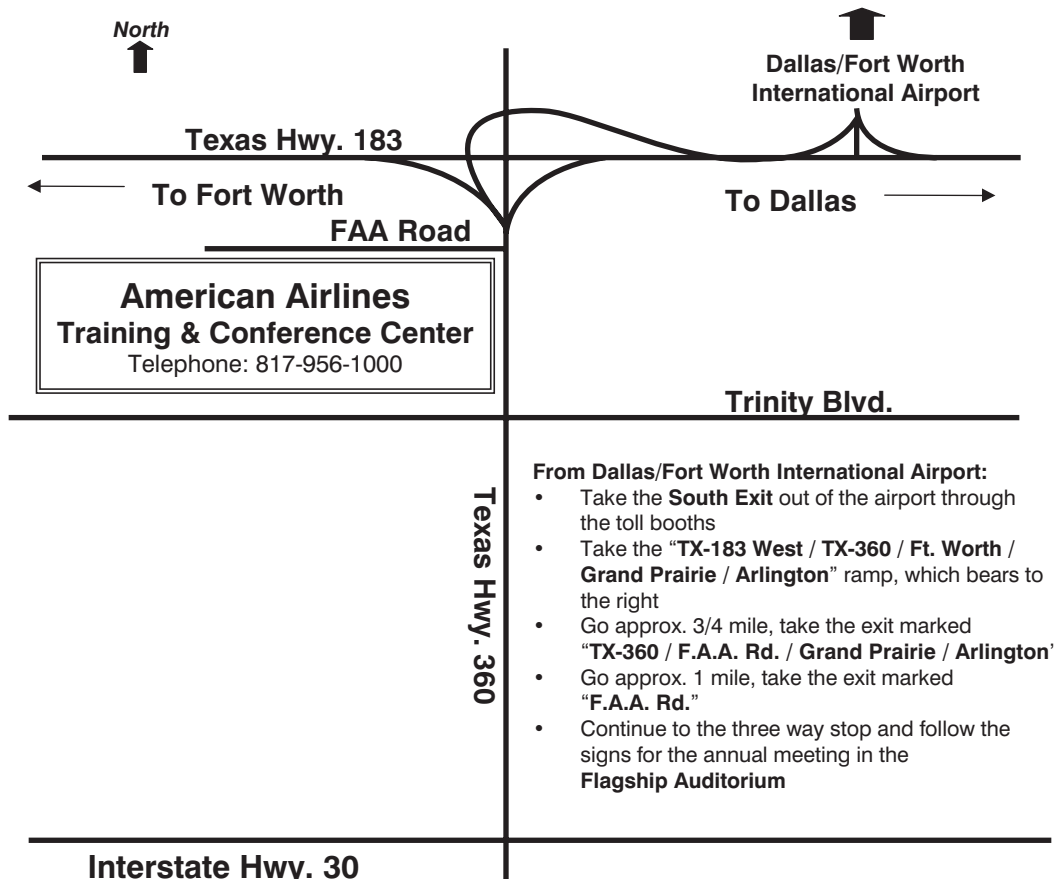 North
Dallas/Fort Worth
International Airport
Texas Hwy. 183
To Fort Worth
To Dallas
FAA Road
American Airlines
Training & Conference Center
Telephone: 817-956-1000
Trinity Blvd.
Texas Hwy. 360
From Dallas/Fort Worth International Airport:
• Take the South Exit out of the airport through
the toll booths
• Take the “TX-183 West / TX-360 / Ft. Worth /
Grand Prairie / Arlington” ramp, which bears to
the right
• Go approx. 3/4 mile, take the exit marked
“TX-360 / F.A.A. Rd. / Grand Prairie / Arlington’
• Go approx. 1 mile, take the exit marked
“F.A.A. Rd.”
• Continue to the three way stop and follow the
signs for the annual meeting in the
Flagship Auditorium
Interstate Hwy. 30